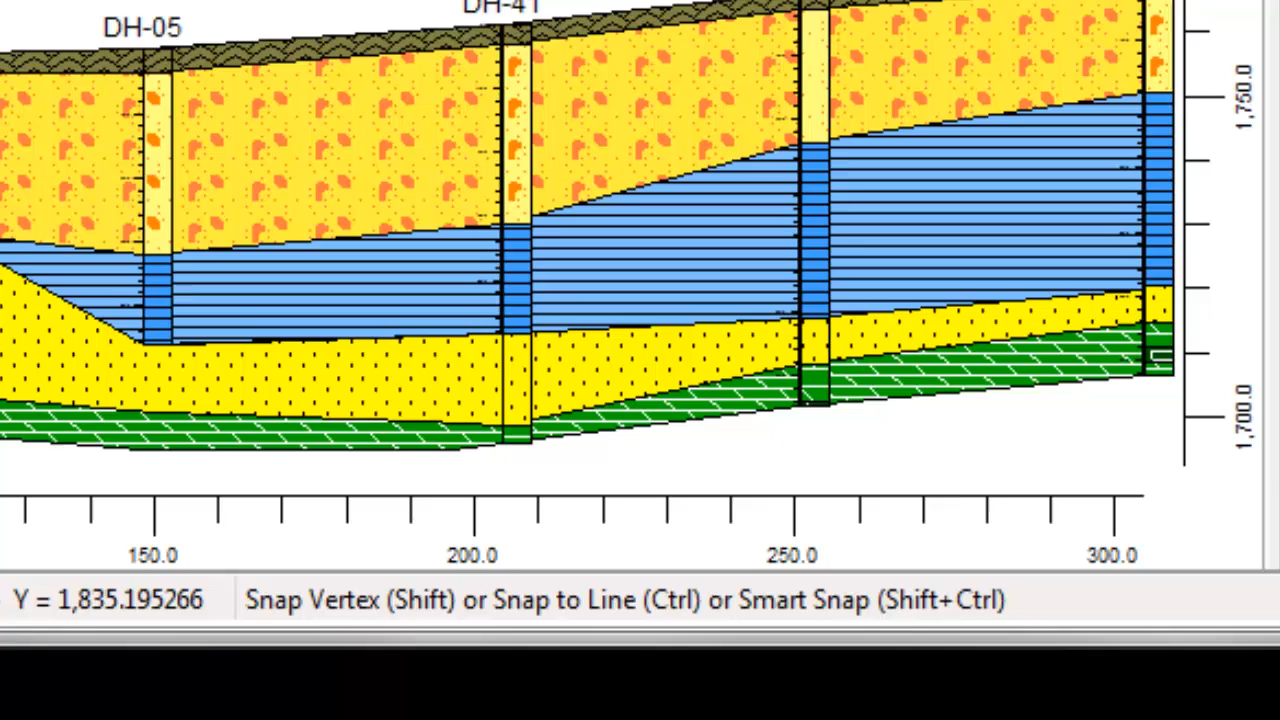 DH-41
DH-05
1,750.0
1,700.0
150.0
200.0
250.0
300.0
Y = 1,835.195266
Snap Vertex (Shift) or Snap to Line (Ctrl) or Smart Snap (Shift+Ctrl)